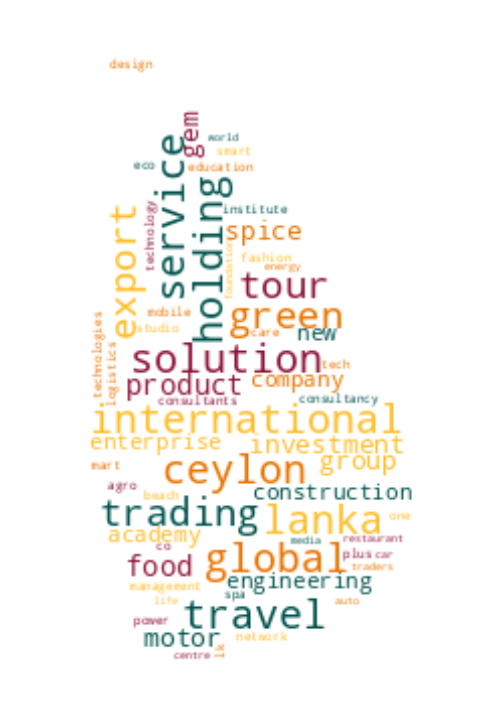 design
gem
world
service
smart
eco
education
holding
technology
institute
export
spice
foundation
fashion
energy
tour
mobile
green
studio
care
new
technologies
logistics
solution
tech
product
company
consultants
consultancy
international
enterprise
investment
mart
ceylon
group
agro
beach
construction
trading
lanka
one
academy
co
media
restaurant
food
global
plus
car
traders
management
engineering
spa
life
auto
travel
power
motor
network
centre
lk